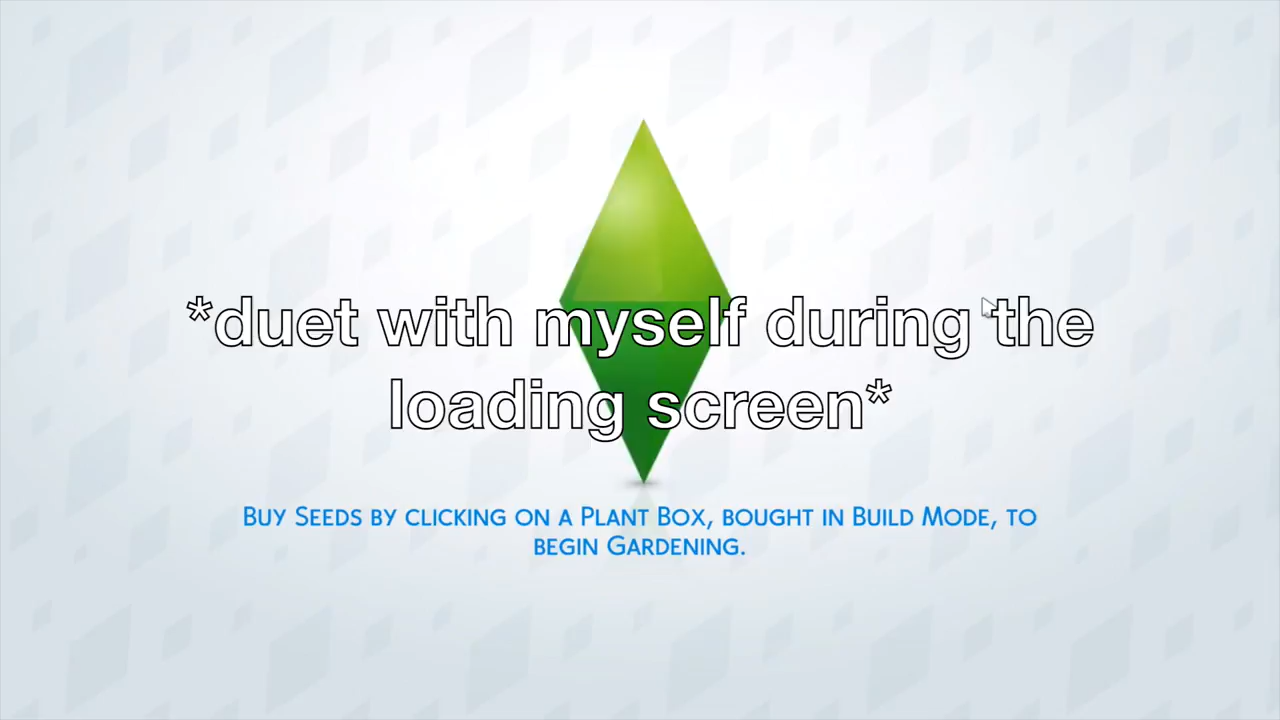 *duet with myself during the
loading screen*
Buy Seeds by clicking on a Plant Box, bought in Build Mode, to
begin Gardening.